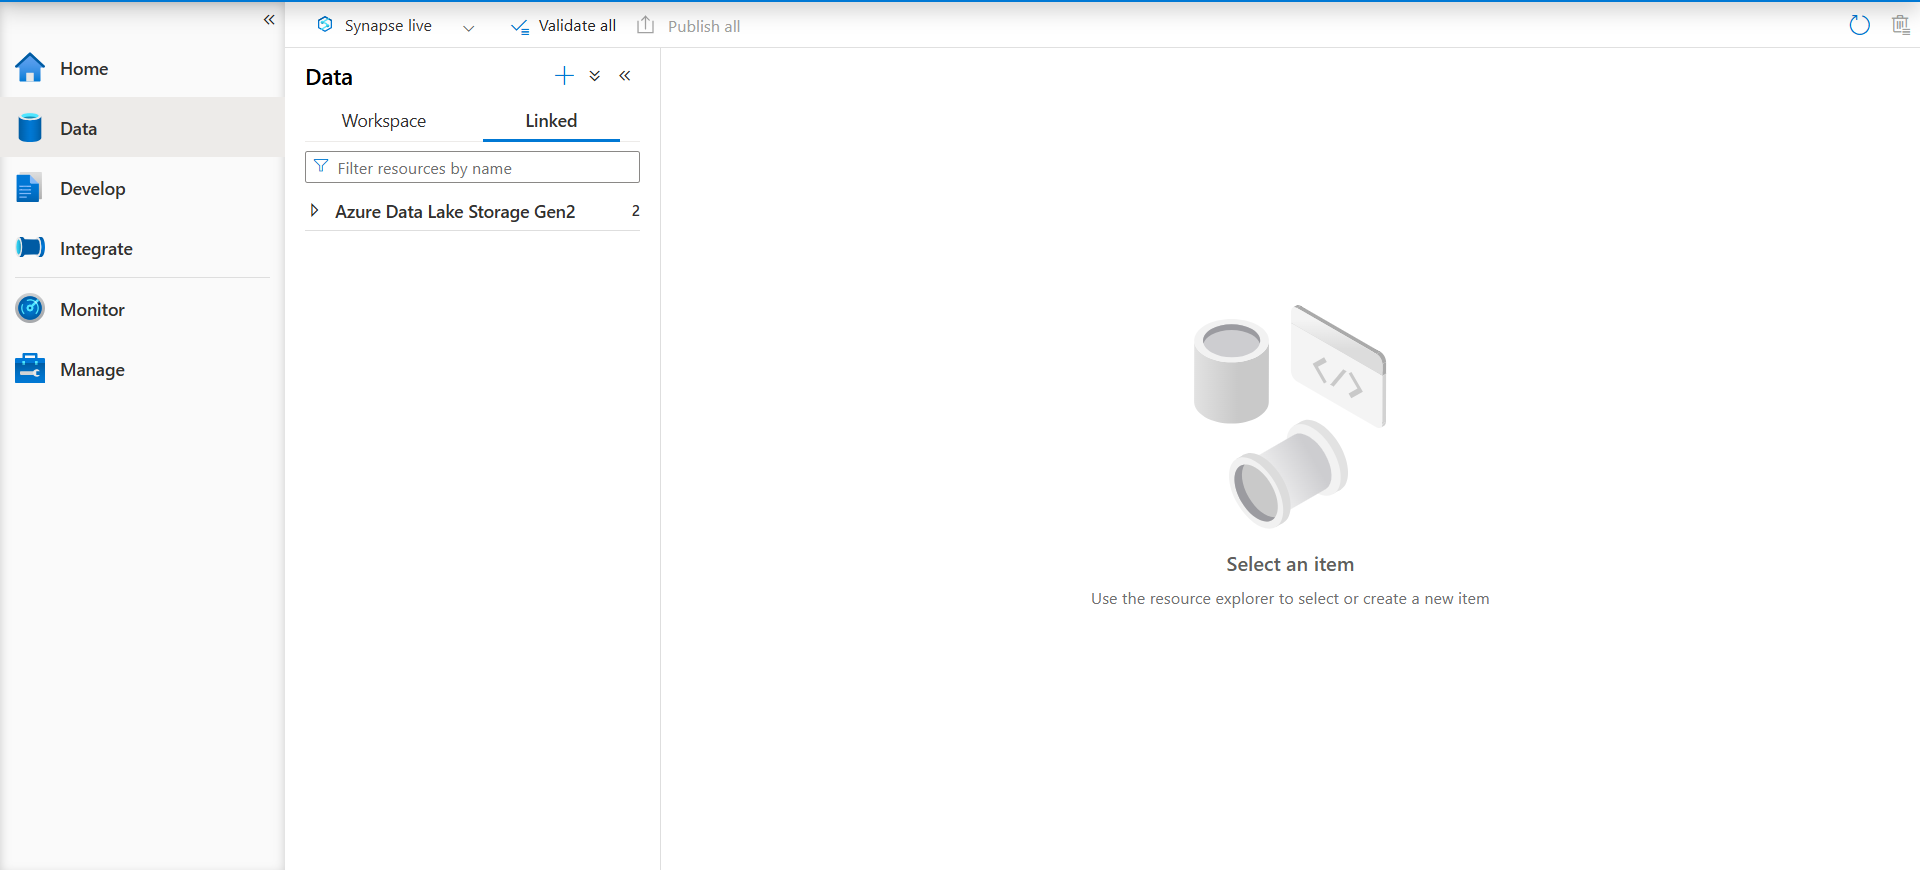 Synapse live
Validate all
Publish all
Home
Data
Develop
Integrate
Monitor
Manage
Data
Workspace
Linked
Filter resources by name
Azure Data Lake Storage Gen2 2
</>
Select an item
Use the resource explorer to select or create a new item